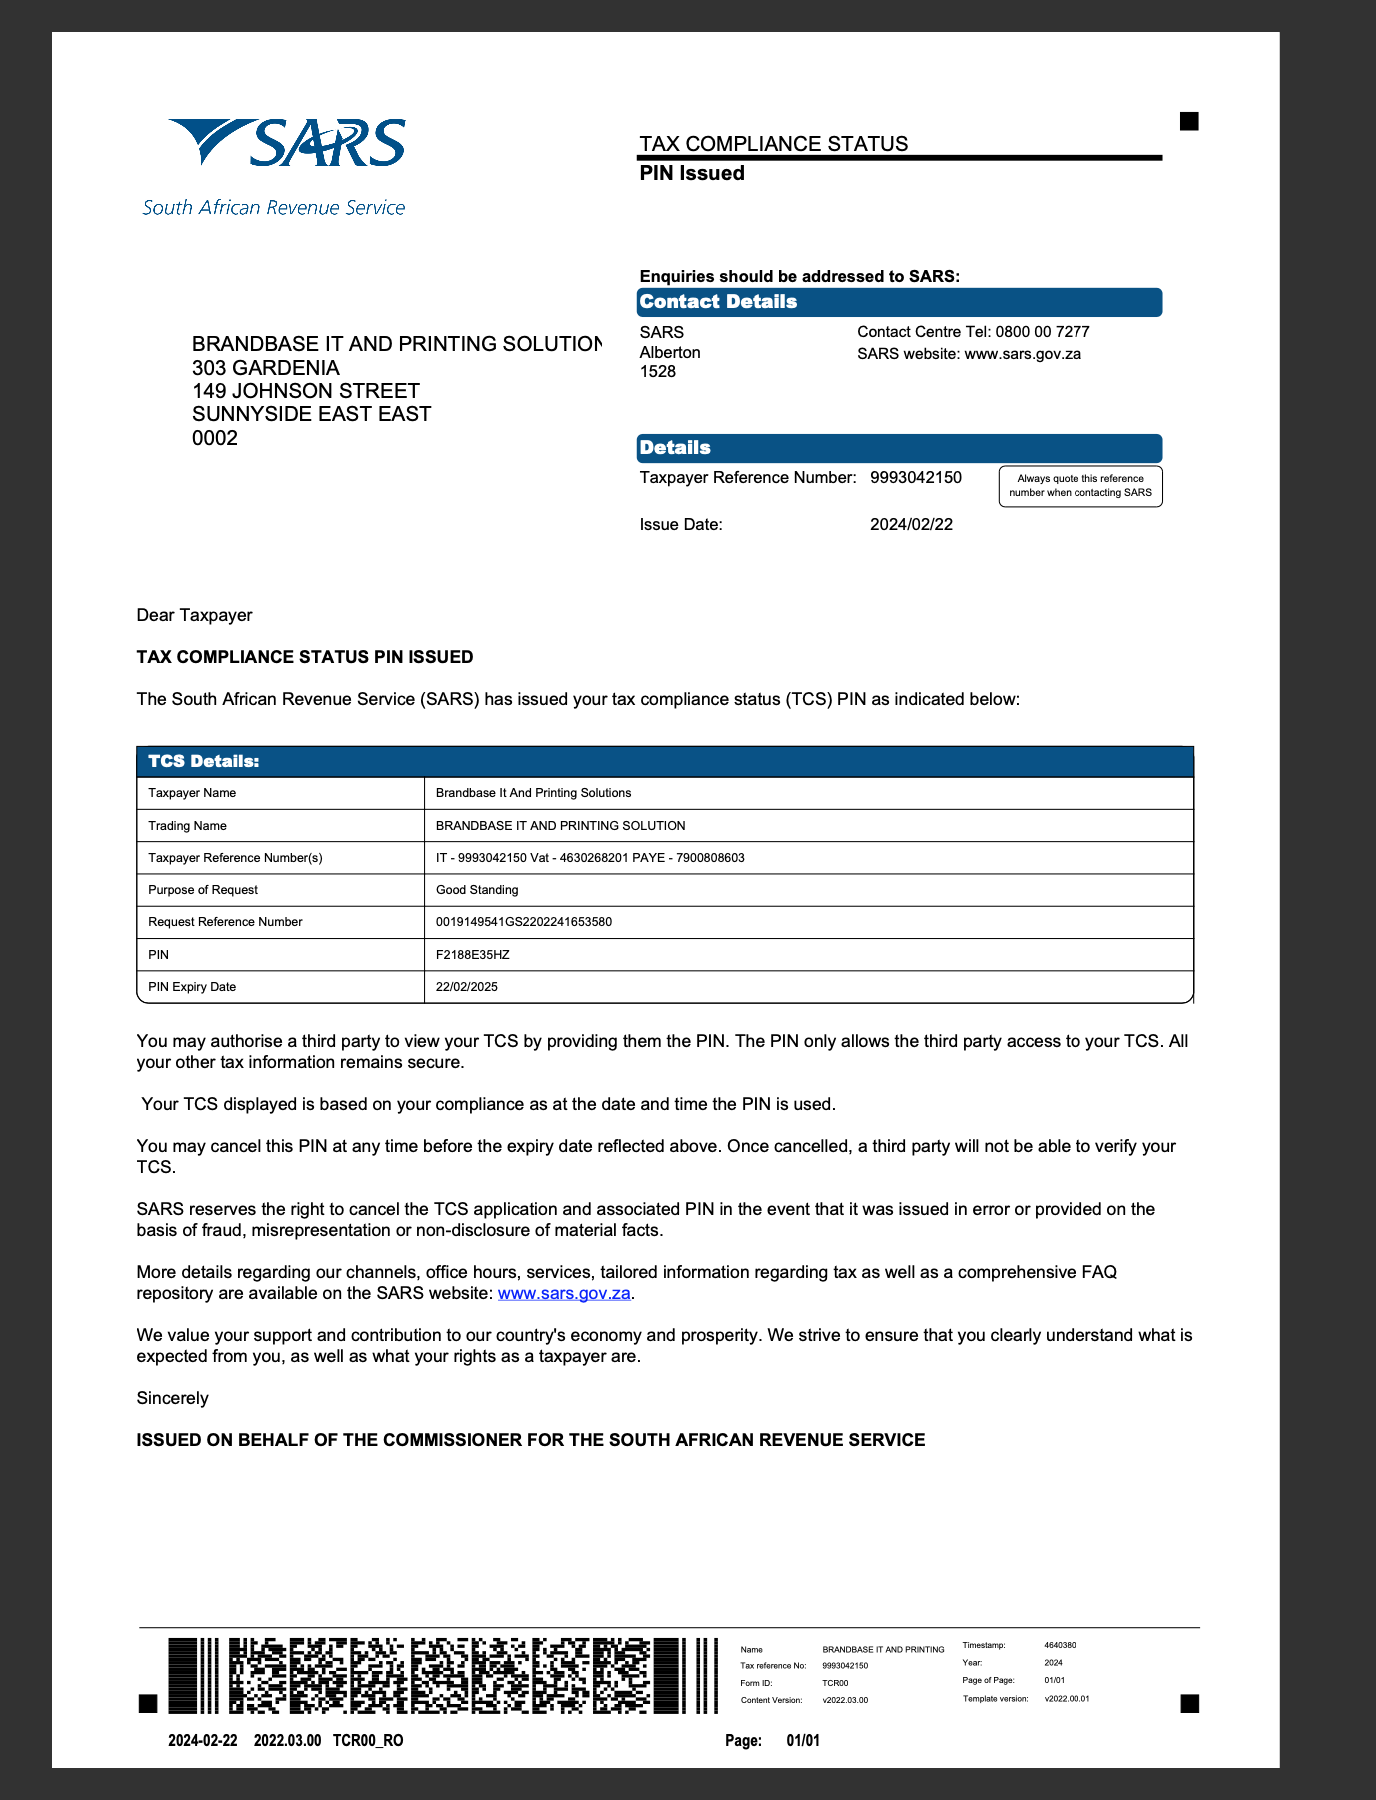 SARS
South African Revenue Service
TAX COMPLIANCE STATUS
PIN Issued
Enquiries should be addressed to SARS:
Contact Details
SARS
Alberton
1528
Contact Centre Tel: 0800 00 7277
SARS website: www.sars.gov.za
BRANDBASE IT AND PRINTING SOLUTION
303 GARDENIA
149 JOHNSON STREET
SUNNYSIDE EAST EAST
0002
Details
Taxpayer Reference Number: 9993042150
Always quote this reference
number when contacting SARS
Issue Date: 2024/02/22
Dear Taxpayer
TAX COMPLIANCE STATUS PIN ISSUED
The South African Revenue Service (SARS) has issued your tax compliance status (TCS) PIN as indicated below:
TCS Details:
Taxpayer Name Brandbase It And Printing Solutions
Trading Name BRANDBASE IT AND PRINTING SOLUTION
Taxpayer Reference Number(s) IT - 9993042150 Vat - 4630268201 PAYE - 7900808603
Purpose of Request Good Standing
Request Reference Number 0019149541GS2202241653580
PIN F2188E35HZ
PIN Expiry Date 22/02/2025
You may authorise a third party to view your TCS by providing them the PIN. The PIN only allows the third party access to your TCS. All
your other tax information remains secure.
Your TCS displayed is based on your compliance as at the date and time the PIN is used.
You may cancel this PIN at any time before the expiry date reflected above. Once cancelled, a third party will not be able to verify your
TCS.
SARS reserves the right to cancel the TCS application and associated PIN in the event that it was issued in error or provided on the
basis of fraud, misrepresentation or non-disclosure of material facts.
More details regarding our channels, office hours, services, tailored information regarding tax as well as a comprehensive FAQ
repository are available on the SARS website: www.sars.gov.za.
We value your support and contribution to our country's economy and prosperity. We strive to ensure that you clearly understand what is
expected from you, as well as what your rights as a taxpayer are.
Sincerely
ISSUED ON BEHALF OF THE COMMISSIONER FOR THE SOUTH AFRICAN REVENUE SERVICE
Name BRANDBASE IT AND PRINTING
Tax reference No: 9993042150
Form ID: TCR00
Content Version: v2022.03.00
Timestamp: 4640380
Year: 2024
Page of Page: 01/01
Template version: v2022.00.01
2024-02-22 2022.03.00 TCR00_RO
Page: 01/01